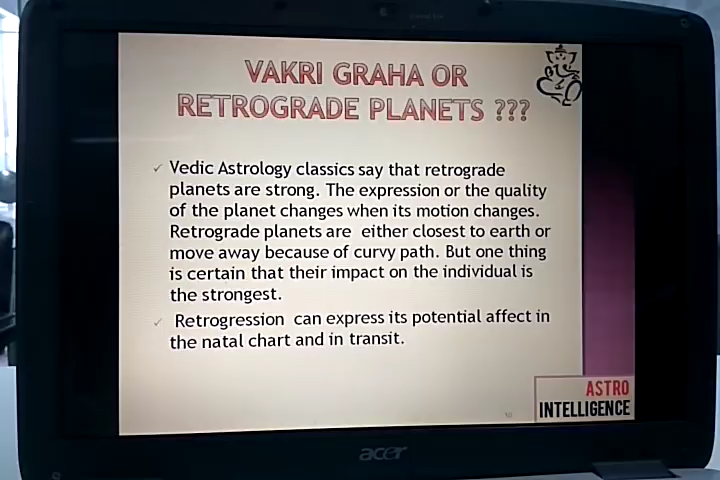 VAKRI GRAHA OR
RETROGRADE PLANETS ???
✓ Vedic Astrology classics say that retrograde
planets are strong. The expression or the quality
of the planet changes when its motion changes.
Retrograde planets are either closest to earth or
move away because of curvy path. But one thing
is certain that their impact on the individual is
the strongest.
✓ Retrogression can express its potential affect in
the natal chart and in transit.
ASTRO
INTELLIGENCE
acer